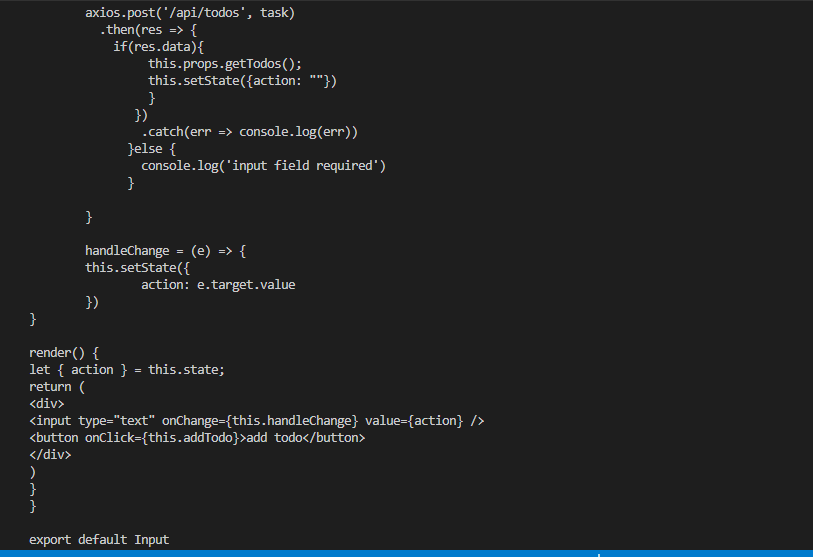 axios.post('/api/todos', task)
.then(res => {
if(res.data){
this.props.getTodos();
this.setState({action: ""})
}
})
.catch(err => console.log(err))
}else {
console.log('input field required')
}
}
handleChange = (e) => {
this.setState({
action: e.target.value
})
}
render() {
let { action } = this.state;
return (
<div>
<input type="text" onChange={this.handleChange} value={action} />
<button onClick={this.addTodo}>add todo</button>
</div>
)
}
}
export default Input